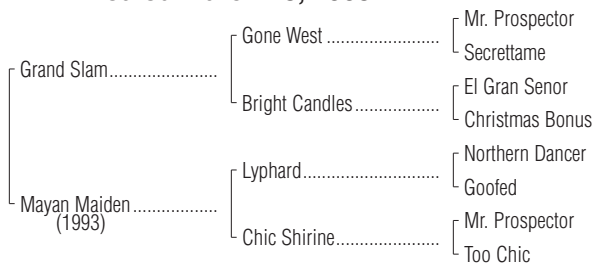 Mr. Prospector
Gone West
Secrettame
Grand Slam
El Gran Senor
Bright Candles
Christmas Bonus
Northern Dancer
Lyphard
Goofed
Mayan Maiden
(1993)
Mr. Prospector
Chic Shirine
Too Chic